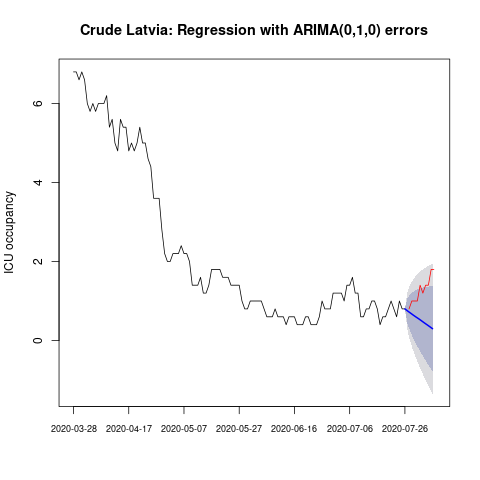 Crude Latvia: Regression with ARIMA(0,1,0) errors
ICU occupancy
6
4
2
0
2020-03-28 2020-04-17 2020-05-07 2020-05-27 2020-06-16 2020-07-06 2020-07-26